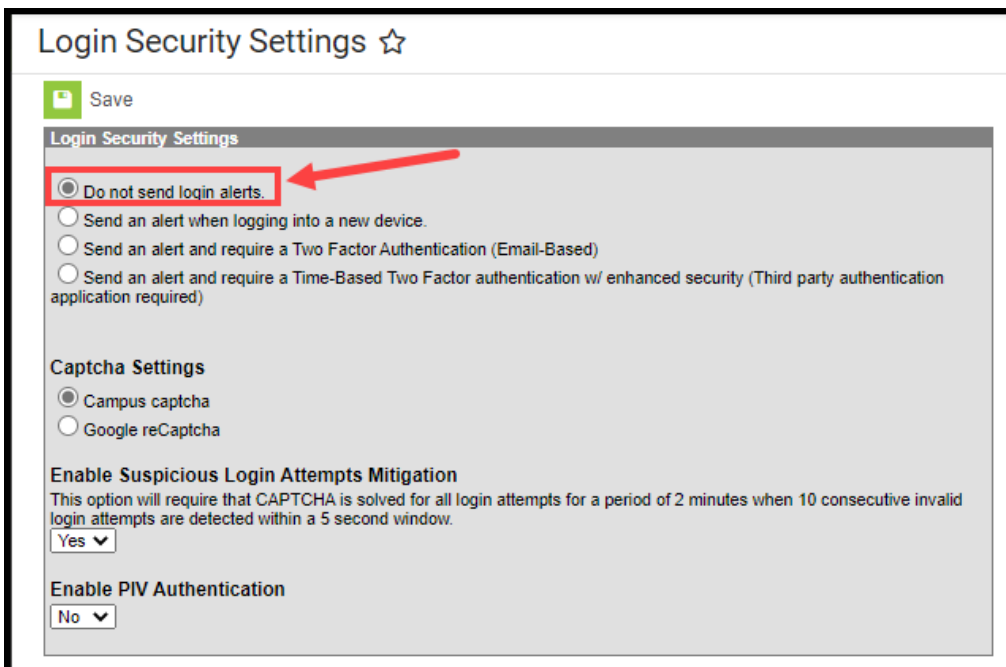 Login Security Settings
Save
Login Security Settings
Do not send login alerts.
Send an alert when logging into a new device.
Send an alert and require a Two Factor Authentication (Email-Based)
Send an alert and require a Time-Based Two Factor authentication w/ enhanced security (Third party authentication
application required)
Captcha Settings
Campus captcha
Google reCaptcha
Enable Suspicious Login Attempts Mitigation
This option will require that CAPTCHA is solved for all login attempts for a period of 2 minutes when 10 consecutive invalid
login attempts are detected within a 5 second window.
Yes
Enable PIV Authentication
No